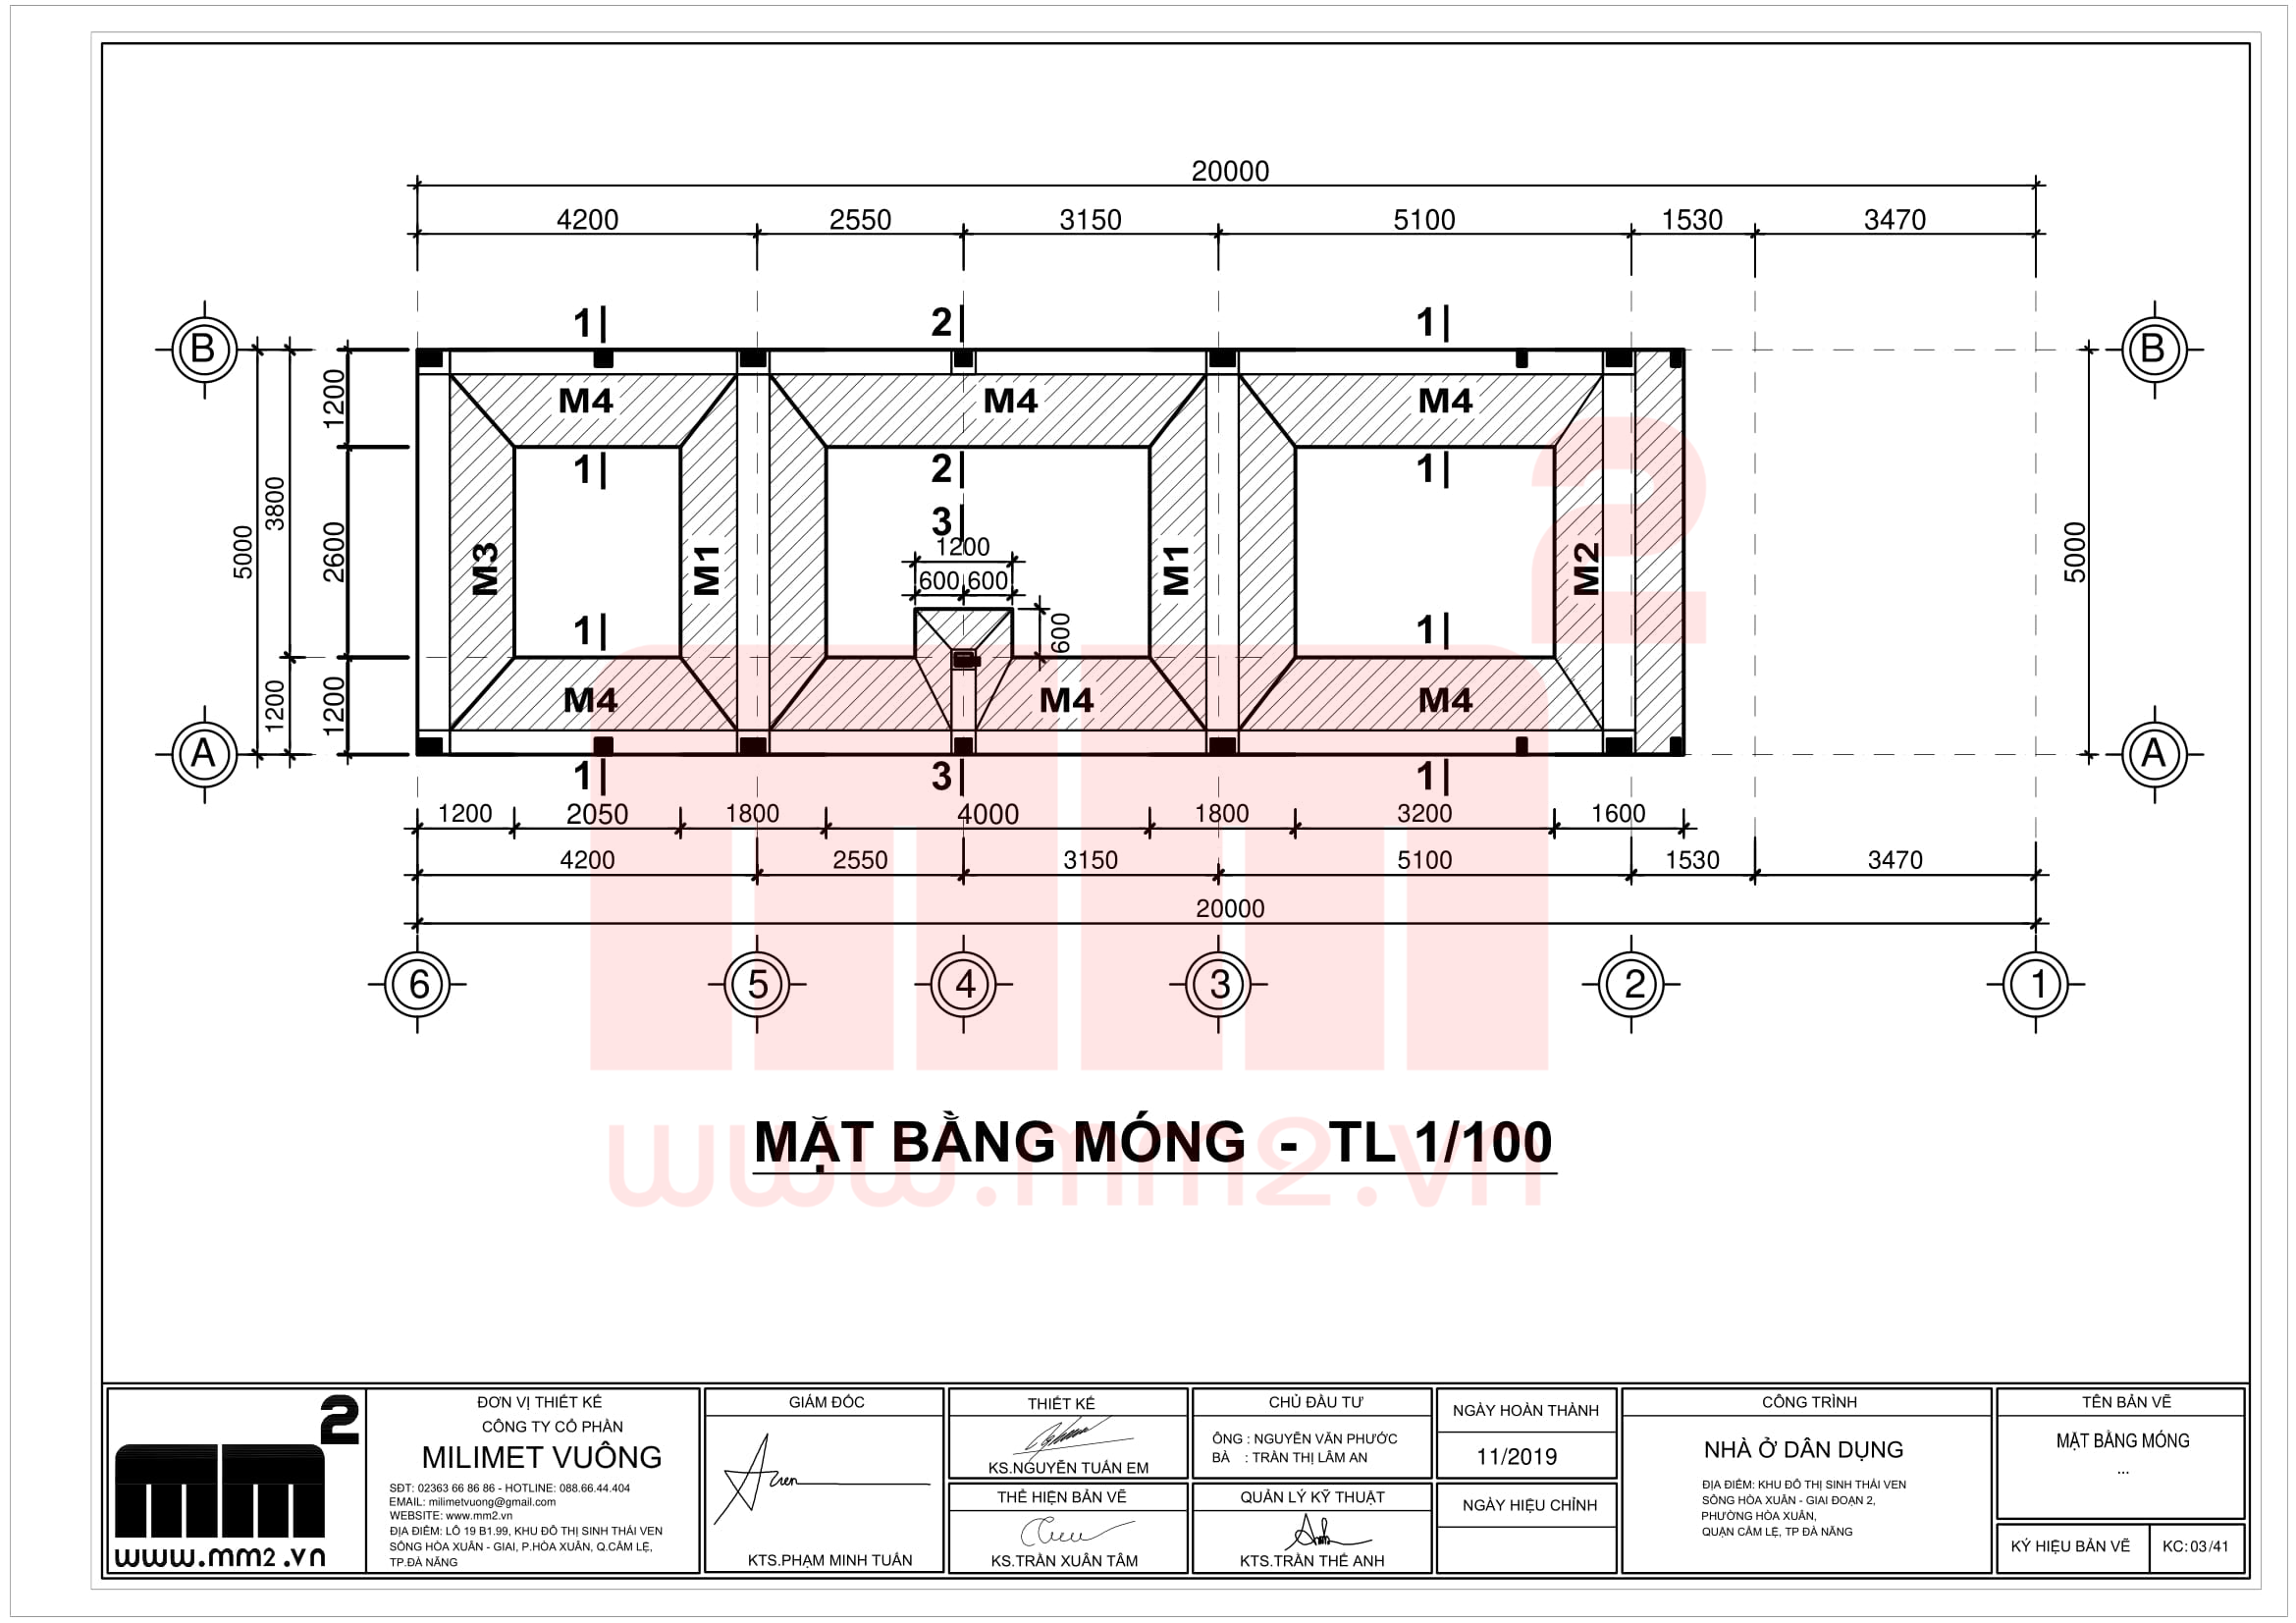 20000
4200 2550 3150 5100 1530 3470
1 2 1
B B
M4 M4 M4
1200
1 2 1
3
3800
5000
2600
1200
600 600
600
M3 M1 M1 M2
5000
1 1
M4 M4 M4
1200
1200
A A
1 3 1
1200 2050 1800 4000 1800 3200 1600
4200 2550 3150 5100 1530 3470
20000
6 5 4 3 2 1
MẶT BẰNG MÓNG - TL 1/100
mm2
www.mm2.vn
mm2
www.mm2.vn
ĐƠN VỊ THIẾT KẾ
CÔNG TY CỔ PHẦN
MILIMET VUÔNG
SĐT: 02363 66 86 86 - HOTLINE: 088.66.44.404
EMAIL: milimetvuong@gmail.com
WEBSITE: www.mm2.vn
ĐỊA ĐIỂM: LÔ 19 B1.99, KHU ĐÔ THỊ SINH THÁI VEN
SÔNG HÒA XUÂN - GIAI, P.HÒA XUÂN, Q.CẨM LỆ,
TP.ĐÀ NẴNG
GIÁM ĐỐC
KTS.PHẠM MINH TUẤN
THIẾT KẾ
KS.NGUYỄN TUẤN EM
THỂ HIỆN BẢN VẼ
KS.TRẦN XUÂN TÂM
CHỦ ĐẦU TƯ
ÔNG : NGUYỄN VĂN PHƯỚC
BÀ : TRẦN THỊ LÂM AN
QUẢN LÝ KỸ THUẬT
KTS.TRẦN THẾ ANH
NGÀY HOÀN THÀNH
11/2019
NGÀY HIỆU CHỈNH
CÔNG TRÌNH
NHÀ Ở DÂN DỤNG
ĐỊA ĐIỂM: KHU ĐÔ THỊ SINH THÁI VEN
SÔNG HÒA XUÂN - GIAI ĐOẠN 2,
PHƯỜNG HÒA XUÂN,
QUẬN CẨM LỆ, TP ĐÀ NẴNG
TÊN BẢN VẼ
MẶT BẰNG MÓNG
...
KÝ HIỆU BẢN VẼ KC: 03/41